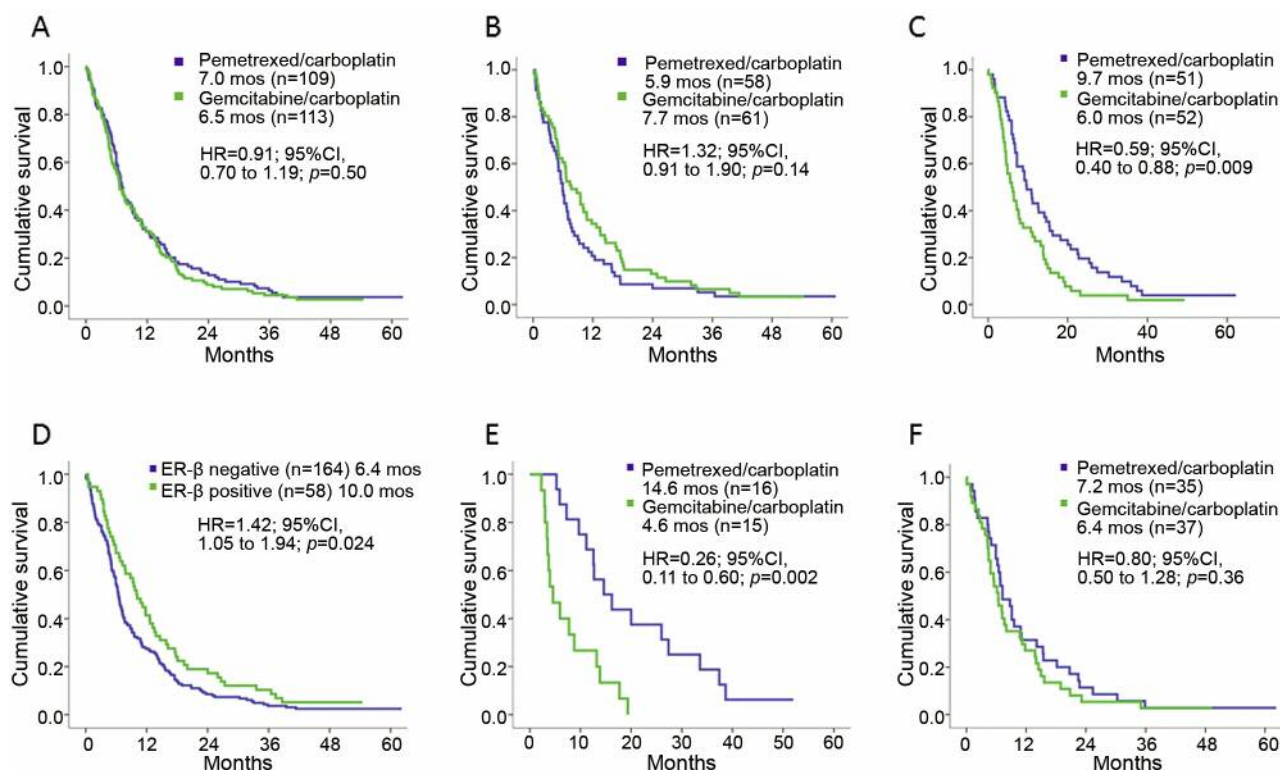 A
Pemetrexed/carboplatin
7.0 mos (n=109)
Gemcitabine/carboplatin
6.5 mos (n=113)
HR=0.91; 95%CI,
0.70 to 1.19; p=0.50
Cumulative survival
1.0
0.8
0.6
0.4
0.2
0.0
0 12 24 36 48 60
Months
B
Pemetrexed/carboplatin
5.9 mos (n=58)
Gemcitabine/carboplatin
7.7 mos (n=61)
HR=1.32; 95%CI,
0.91 to 1.90; p=0.14
Cumulative survival
1.0
0.8
0.6
0.4
0.2
0.0
0 12 24 36 48 60
Months
C
Pemetrexed/carboplatin
9.7 mos (n=51)
Gemcitabine/carboplatin
6.0 mos (n=52)
HR=0.59; 95%CI,
0.40 to 0.88; p=0.009
Cumulative survival
1.0
0.8
0.6
0.4
0.2
0.0
0 20 40 60
Months
D
ER-β negative (n=164) 6.4 mos
ER-β positive (n=58) 10.0 mos
HR=1.42; 95%CI,
1.05 to 1.94; p=0.024
Cumulative survival
1.0
0.8
0.6
0.4
0.2
0.0
0 12 24 36 48 60
Months
E
Pemetrexed/carboplatin
14.6 mos (n=16)
Gemcitabine/carboplatin
4.6 mos (n=15)
HR=0.26; 95%CI,
0.11 to 0.60; p=0.002
Cumulative survival
1.0
0.8
0.6
0.4
0.2
0.0
0 10 20 30 40 50 60
Months
F
Pemetrexed/carboplatin
7.2 mos (n=35)
Gemcitabine/carboplatin
6.4 mos (n=37)
HR=0.80; 95%CI,
0.50 to 1.28; p=0.36
Cumulative survival
1.0
0.8
0.6
0.4
0.2
0.0
0 12 24 36 48 60
Months